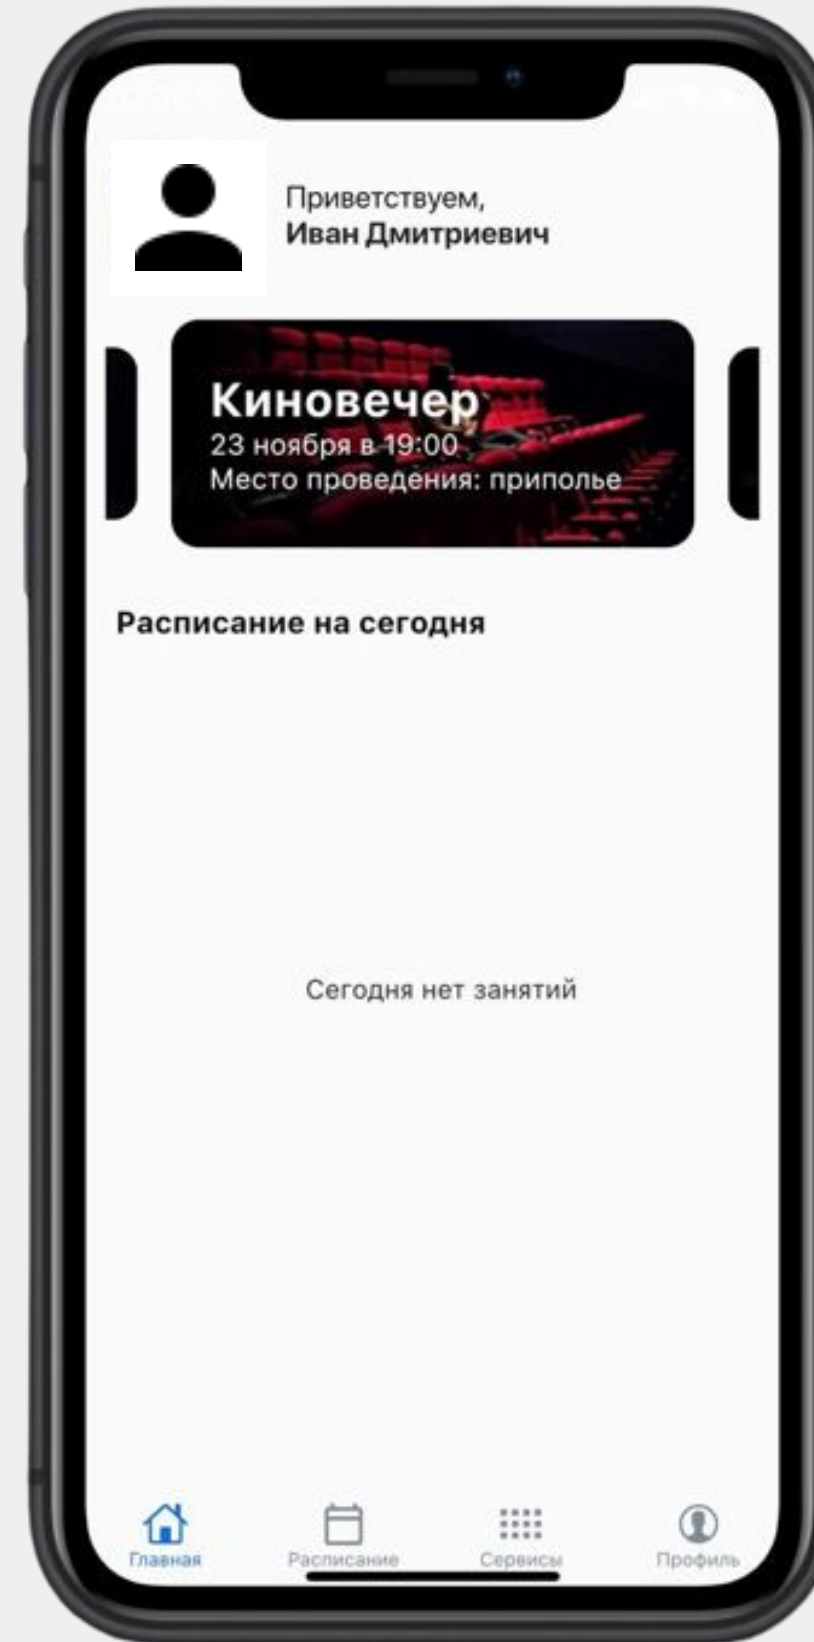 Приветствуем,
Иван Дмитриевич
Киновечер
23 ноября в 19:00
Место проведения: приполье
Расписание на сегодня
Сегодня нет занятий
Главная
Расписание
Сервисы
Профиль